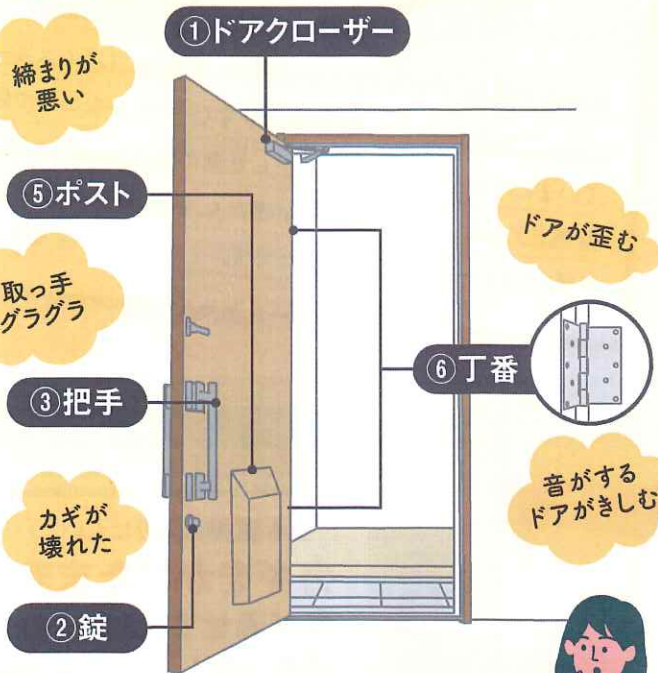 ①ドアクローザー
締まりが
悪い
⑤ポスト
ドアが歪む
取っ手
グラグラ
⑥丁番
③把手
音がする
ドアがきしむ
カギが
壊れた
②錠